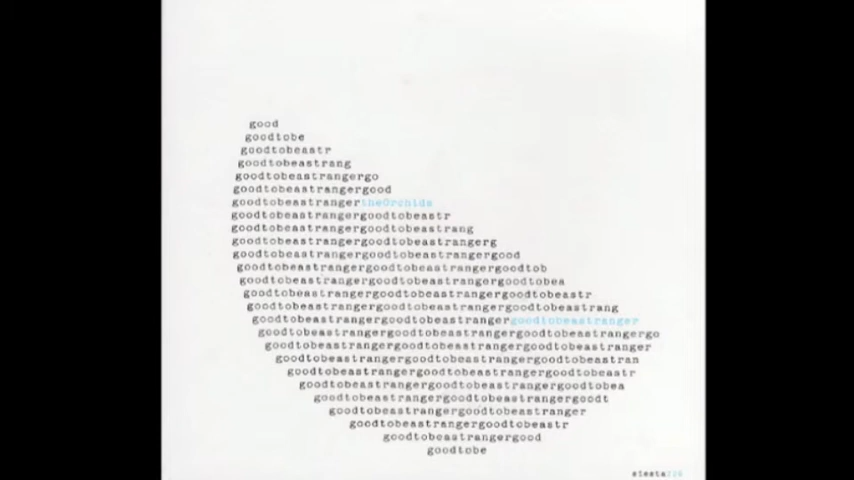 good
goodtobe
goodtobeastr
goodtobeastrang
goodtobeastrangergo
goodtobeastrangergood
goodtobeastrangertheOrchids
goodtobeastrangergoodtobeastr
goodtobeastrangergoodtobeastrang
goodtobeastrangergoodtobeastrangerg
goodtobeastrangergoodtobeastrangergood
goodtobeastrangergoodtobeastrangergoodtob
goodtobeastrangergoodtobeastrangergoodtobea
goodtobeastrangergoodtobeastrangergoodtobeastr
goodtobeastrangergoodtobeastrangergoodtobeastrang
goodtobeastrangergoodtobeastrangergoodtobeastranger
goodtobeastrangergoodtobeastrangergoodtobeastrangergo
goodtobeastrangergoodtobeastrangergoodtobeastranger
goodtobeastrangergoodtobeastrangergoodtobeastran
goodtobeastrangergoodtobeastrangergoodtobeastr
goodtobeastrangergoodtobeastrangergoodtobea
goodtobeastrangergoodtobeastrangergoodt
goodtobeastrangergoodtobeastranger
goodtobeastrangergoodtobeastr
goodtobeastrangergood
goodtobe